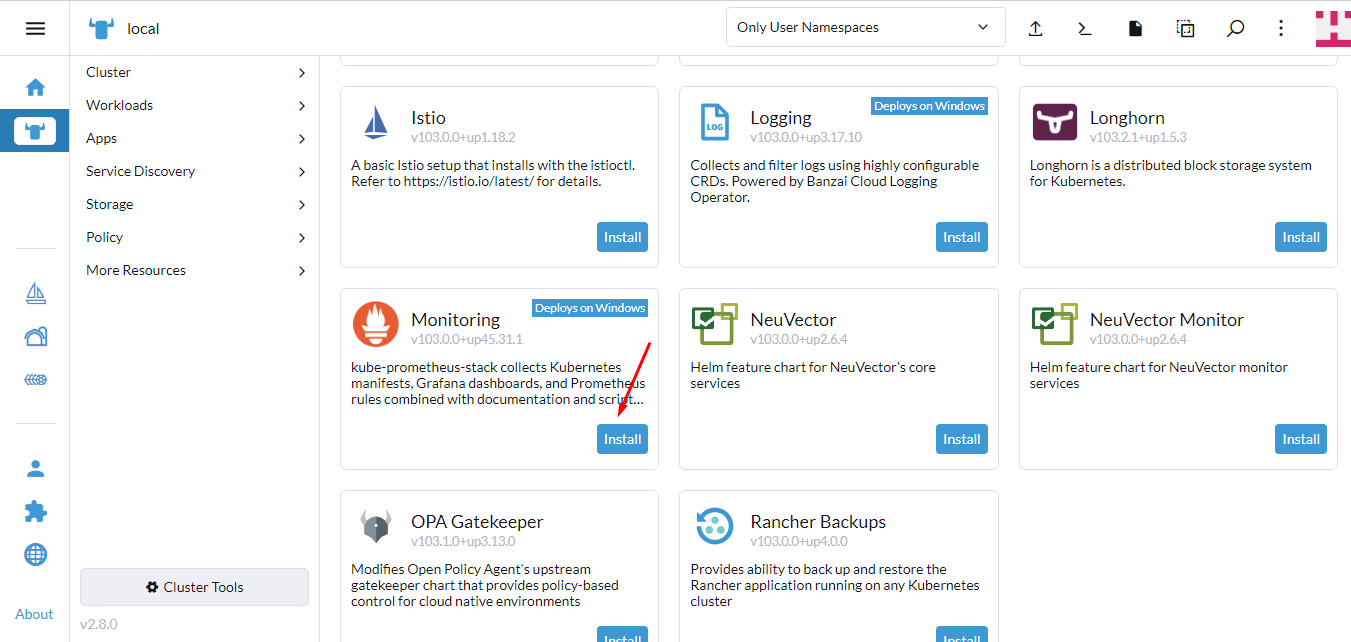 local
Only User Namespaces
Cluster
Workloads
Apps
Service Discovery
Storage
Policy
More Resources
Cluster Tools
v2.8.0
About
Istio
v103.0.0+up1.18.2
A basic Istio setup that installs with the istioctl.
Refer to https://istio.io/latest/ for details.
Install
Deploys on Windows
Logging
v103.0.0+up3.17.10
LOG
Collects and filter logs using highly configurable
CRDs. Powered by Banzai Cloud Logging
Operator.
Install
Longhorn
v103.2.1+up1.5.3
Longhorn is a distributed block storage system
for Kubernetes.
Install
Deploys on Windows
Monitoring
v103.0.0+up45.31.1
kube-prometheus-stack collects Kubernetes
manifests, Grafana dashboards, and Prometheus
rules combined with documentation and script...
Install
NeuVector
v103.0.0+up2.6.4
Helm feature chart for NeuVector's core
services
Install
NeuVector Monitor
v103.0.0+up2.6.4
Helm feature chart for NeuVector monitor
services
Install
OPA Gatekeeper
v103.1.0+up3.13.0
Modifies Open Policy Agent's upstream
gatekeeper chart that provides policy-based
control for cloud native environments
Install
Rancher Backups
v103.0.0+up4.0.0
Provides ability to back up and restore the
Rancher application running on any Kubernetes
cluster
Install